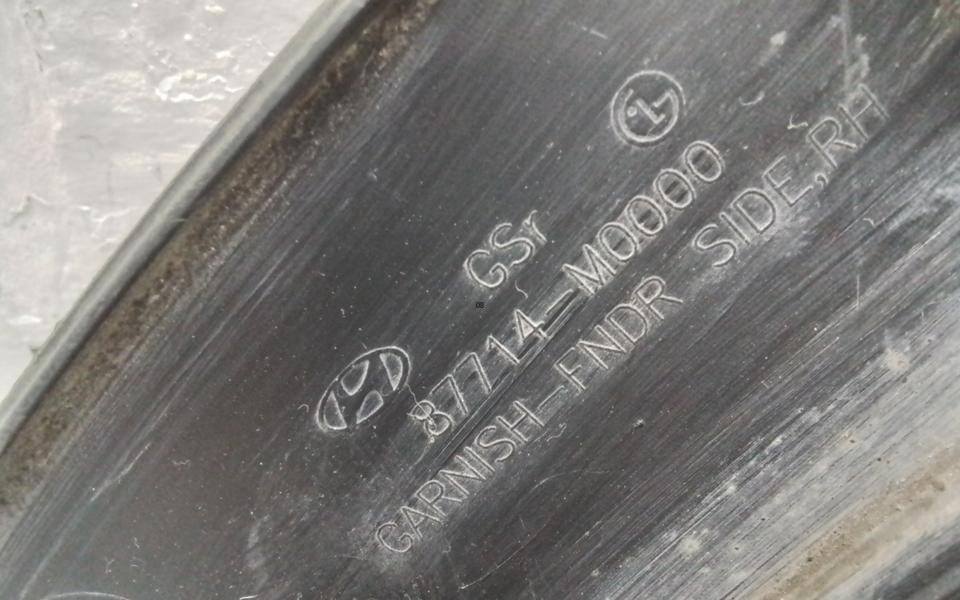 GSr
87714-M0000
GARNISH-FNDR SIDE,RH